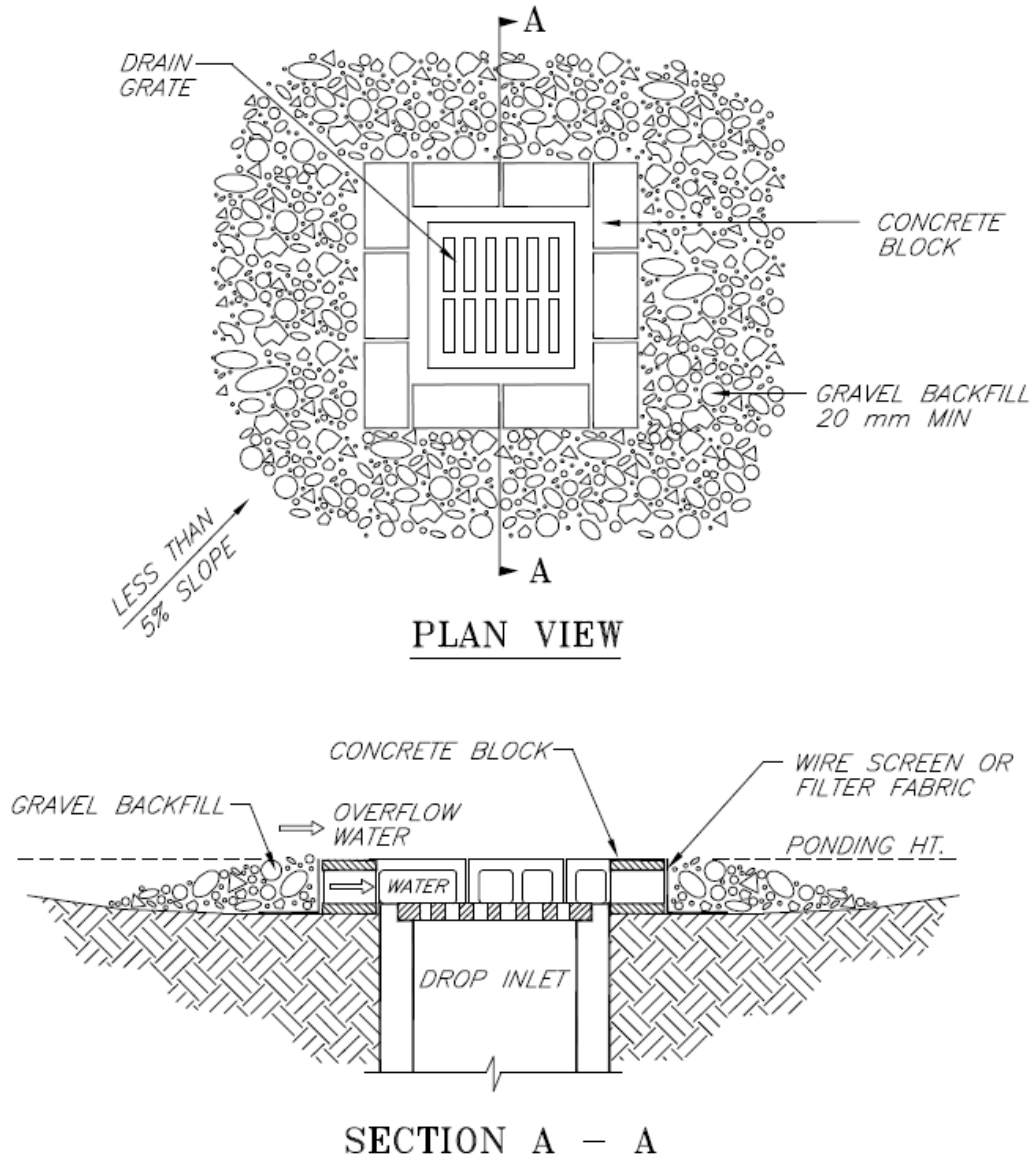 A
DRAIN
GRATE
CONCRETE
BLOCK
GRAVEL BACKFILL
20 mm MIN
LESS THAN
5% SLOPE
A
PLAN VIEW
CONCRETE BLOCK
WIRE SCREEN OR
FILTER FABRIC
GRAVEL BACKFILL
OVERFLOW
WATER
PONDING HT.
WATER
DROP INLET
SECTION A – A